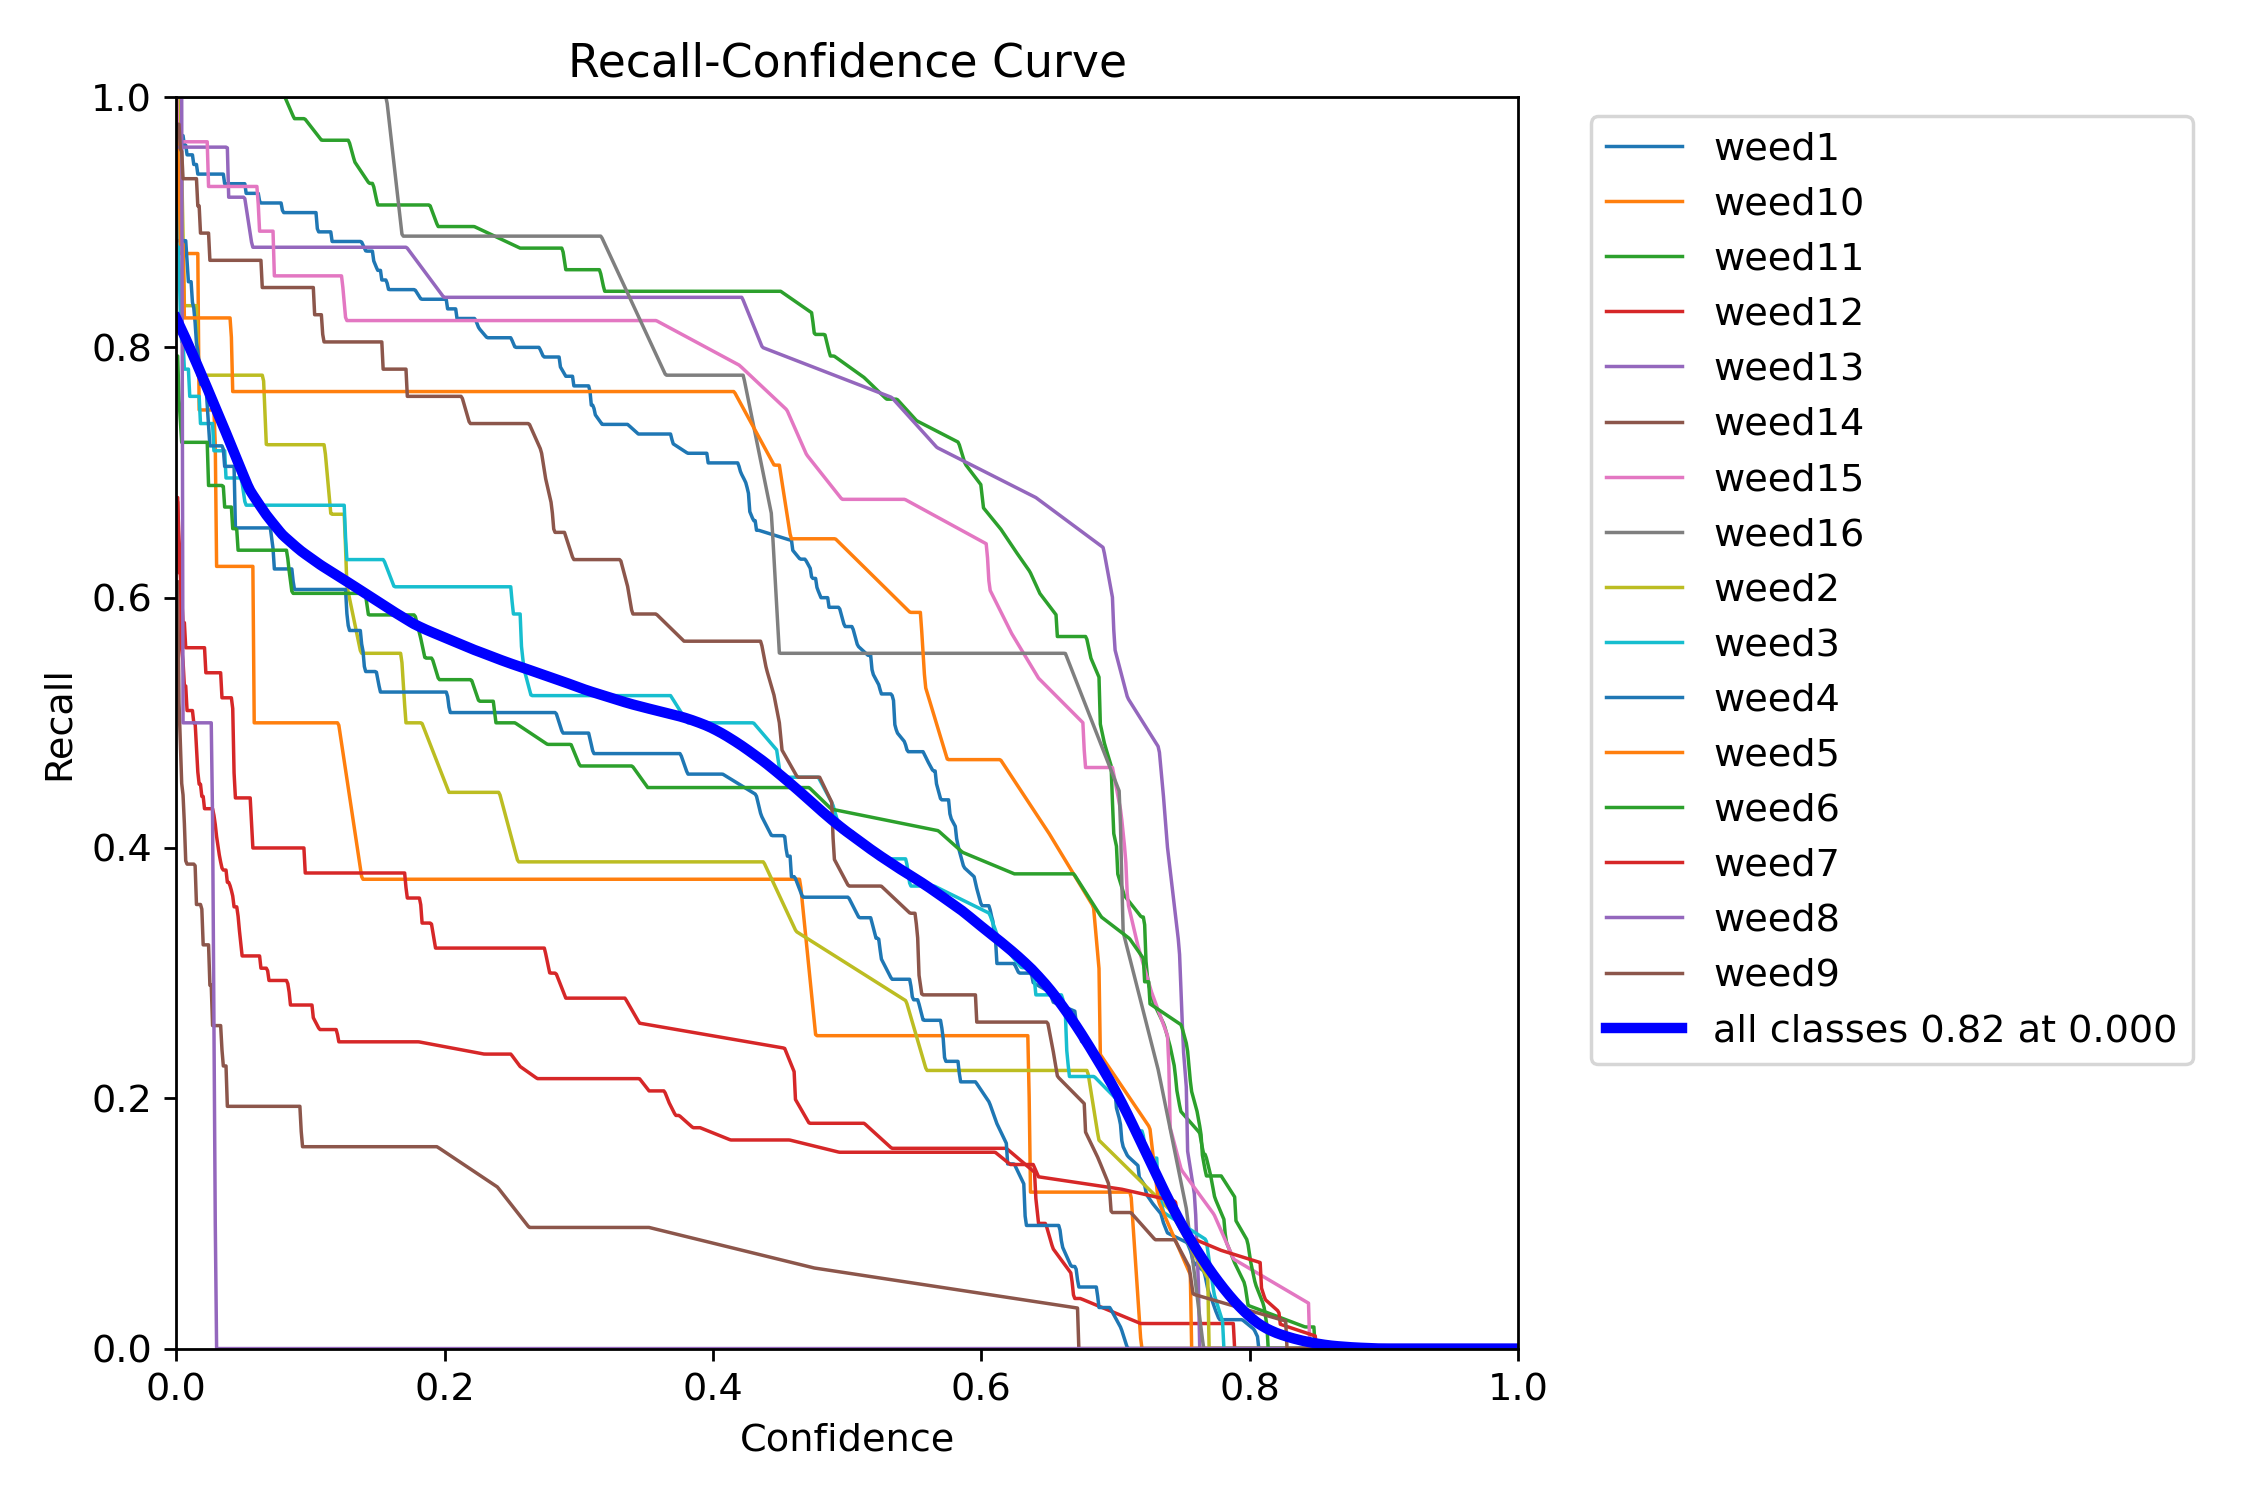 Recall-Confidence Curve
1.0
0.8
0.6
0.4
0.2
0.0
Recall
0.0 0.2 0.4 0.6 0.8 1.0
Confidence
weed1
weed10
weed11
weed12
weed13
weed14
weed15
weed16
weed2
weed3
weed4
weed5
weed6
weed7
weed8
weed9
all classes 0.82 at 0.000